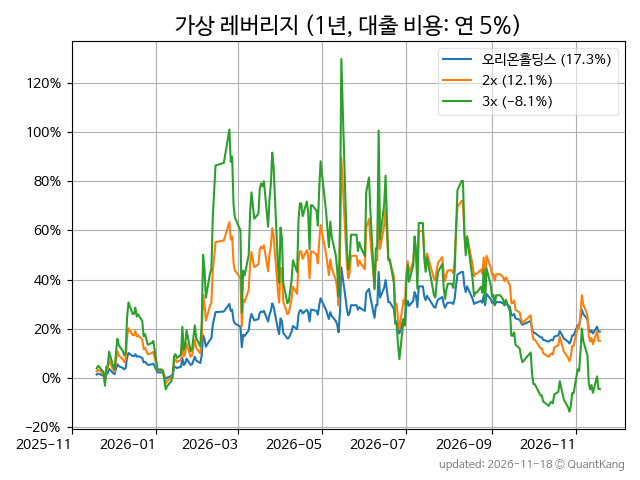 가상 레버리지 (1년, 대출 비용: 연 5%)
오리온홀딩스 (17.3%)
2x (12.1%)
3x (−8.1%)
120%
100%
80%
60%
40%
20%
0%
−20%
2025-11 2026-01 2026-03 2026-05 2026-07 2026-09 2026-11
updated: 2026-11-18 © QuantKang